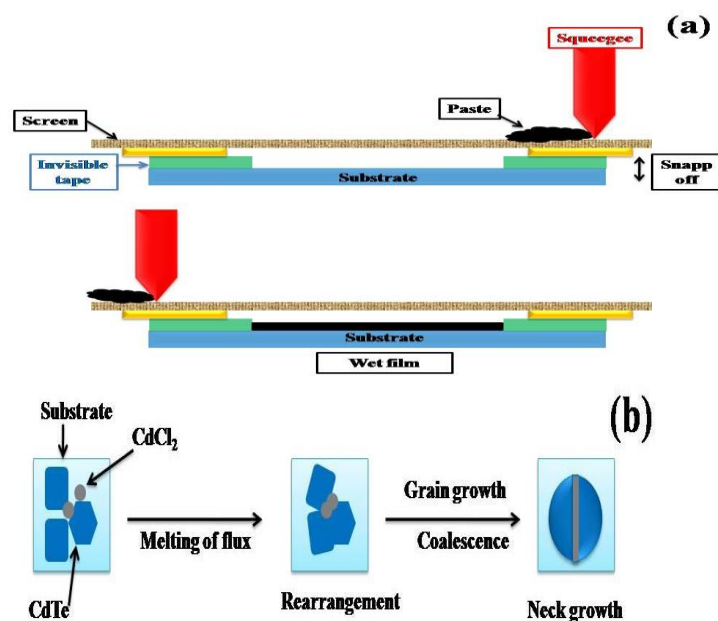 (a)
Squeegee
Paste
Screen
Invisible
tape
Substrate
Snapp
off
Substrate
Wet film
(b)
Substrate
CdCl₂
Grain growth
Melting of flux
Coalescence
CdTe
Rearrangement
Neck growth